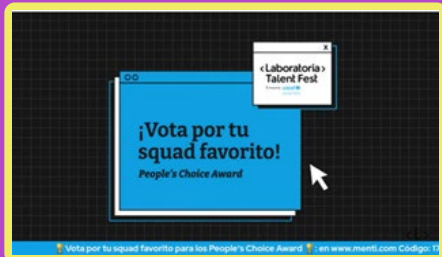 x
<Laboratoria>
Talent Fest
¡Vota por tu
squad favorito!
People's Choice Award
<L>
Vota por tu squad favorito para los People's Choice Award : en www.menti.com Código: 17